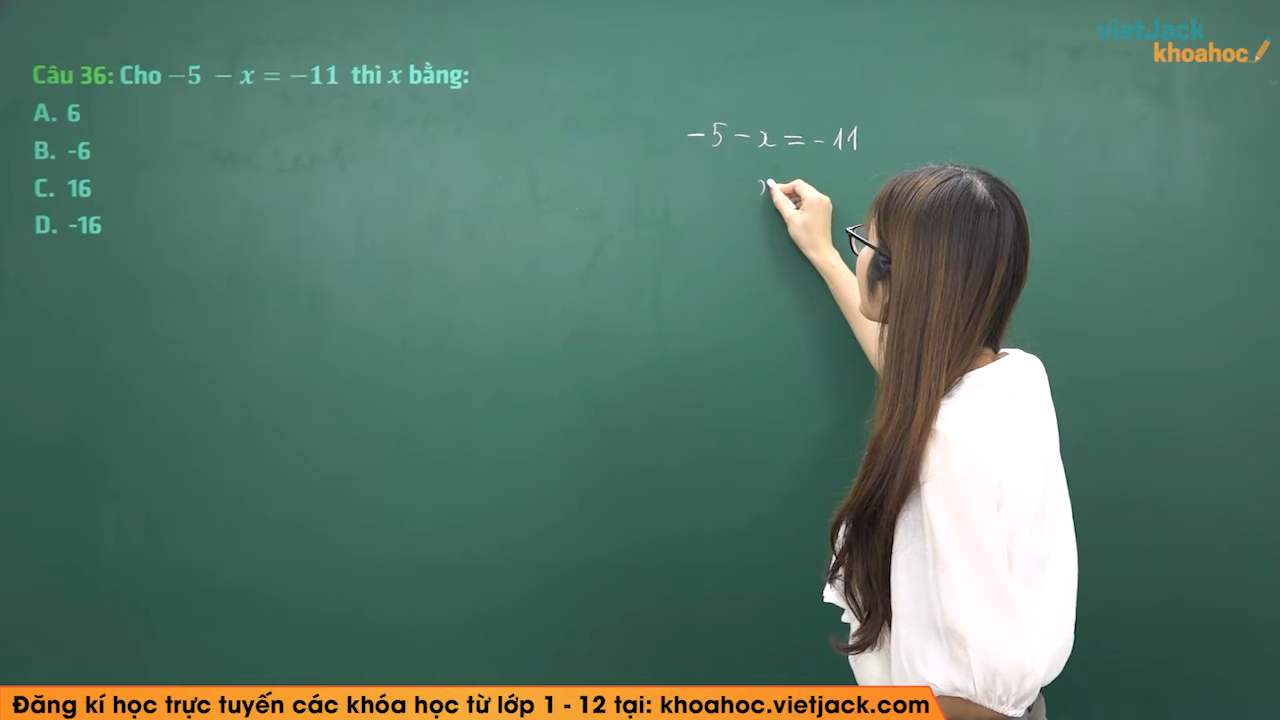 vietJack
khoahoc
Câu 36: Cho −5 − x = −11 thì x bằng:
A. 6
B. -6
C. 16
D. -16
-5 - x = -11
Đăng kí học trực tuyến các khóa học từ lớp 1 - 12 tại: khoahoc.vietjack.com